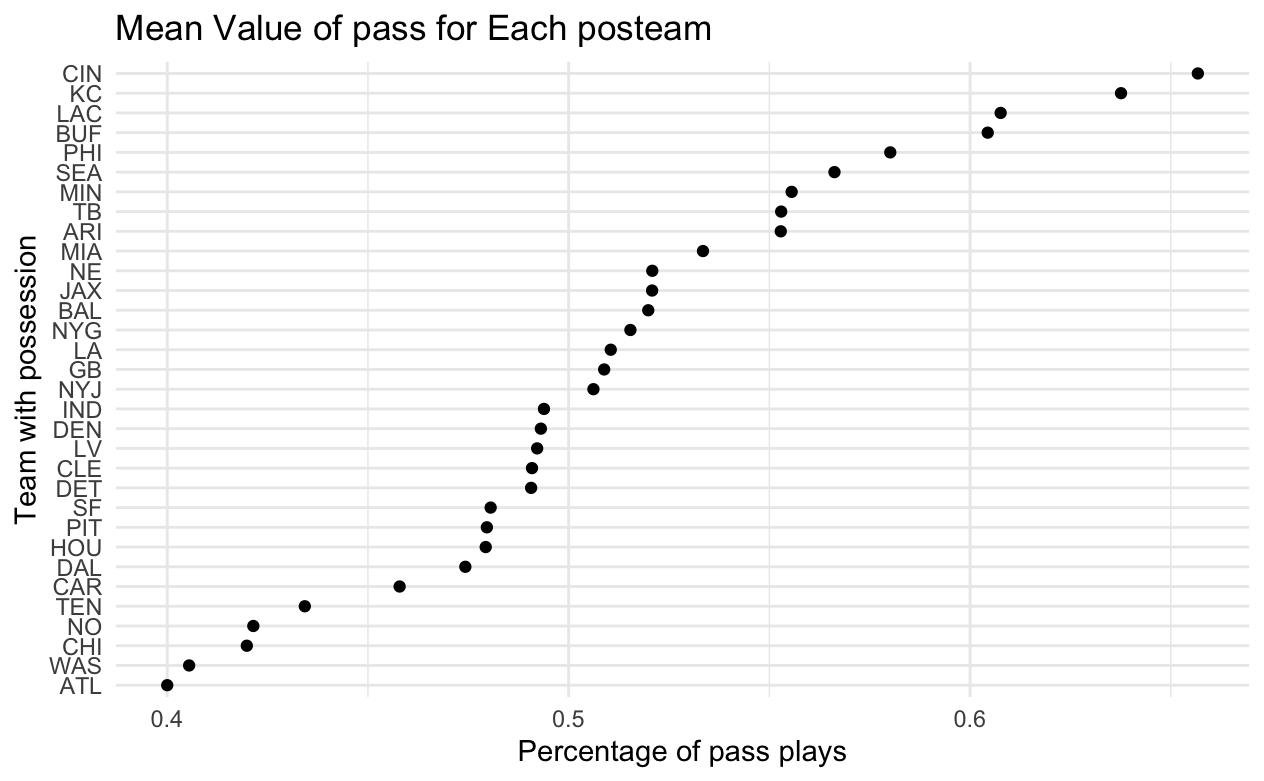 Mean Value of pass for Each posteam
Team with possession
CIN
KC
LAC
BUF
PHI
SEA
MIN
TB
ARI
MIA
NE
JAX
BAL
NYG
LA
GB
NYJ
IND
DEN
LV
CLE
DET
SF
PIT
HOU
DAL
CAR
TEN
NO
CHI
WAS
ATL
0.4 0.5 0.6
Percentage of pass plays